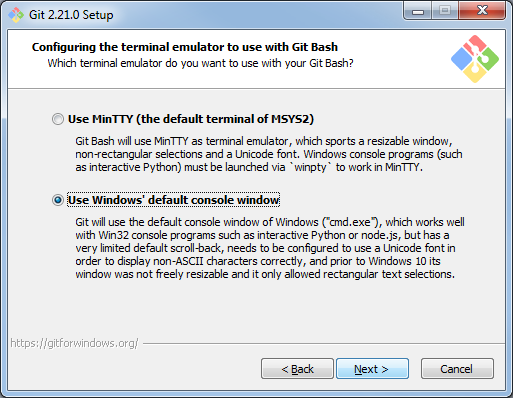 Git 2.21.0 Setup
Configuring the terminal emulator to use with Git Bash
Which terminal emulator do you want to use with your Git Bash?
Use MinTTY (the default terminal of MSYS2)
Git Bash will use MinTTY as terminal emulator, which sports a resizable window,
non-rectangular selections and a Unicode font. Windows console programs (such
as interactive Python) must be launched via `winpty` to work in MinTTY.
Use Windows' default console window
Git will use the default console window of Windows ("cmd.exe"), which works well
with Win32 console programs such as interactive Python or node.js, but has a
very limited default scroll-back, needs to be configured to use a Unicode font in
order to display non-ASCII characters correctly, and prior to Windows 10 its
window was not freely resizable and it only allowed rectangular text selections.
https://gitforwindows.org/
< Back
Next >
Cancel